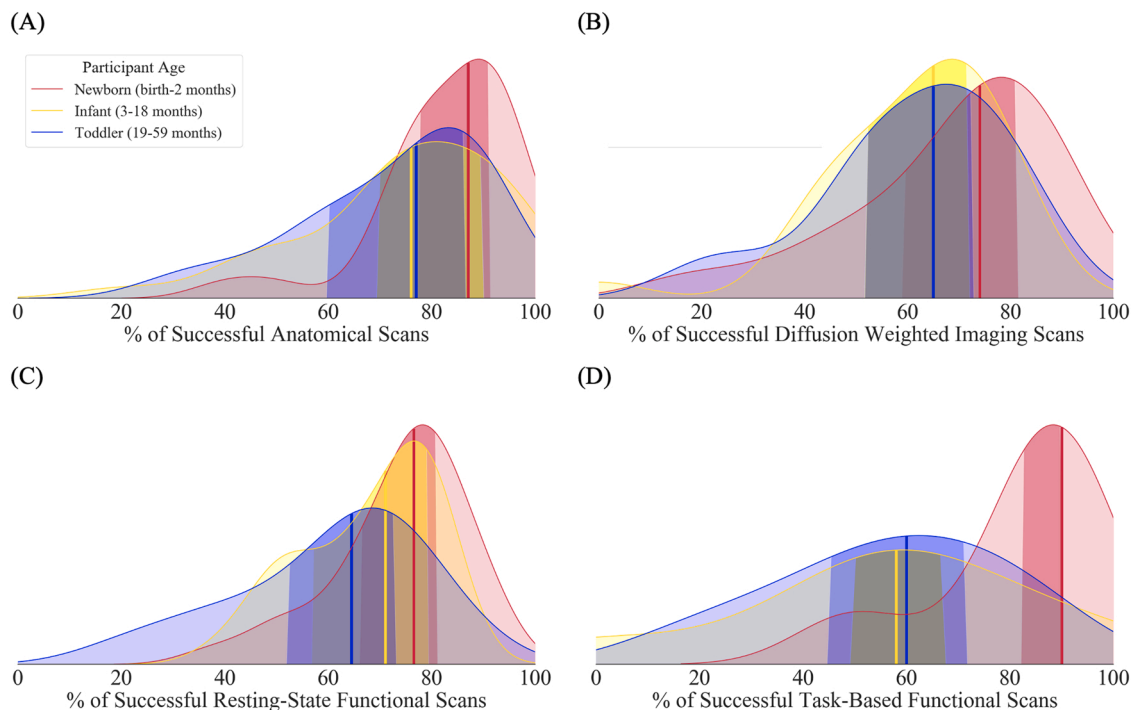 (A)
Participant Age
Newborn (birth-2 months)
Infant (3-18 months)
Toddler (19-59 months)
0 20 40 60 80 100
% of Successful Anatomical Scans
(B)
0 20 40 60 80 100
% of Successful Diffusion Weighted Imaging Scans
(C)
0 20 40 60 80 100
% of Successful Resting-State Functional Scans
(D)
0 20 40 60 80 100
% of Successful Task-Based Functional Scans